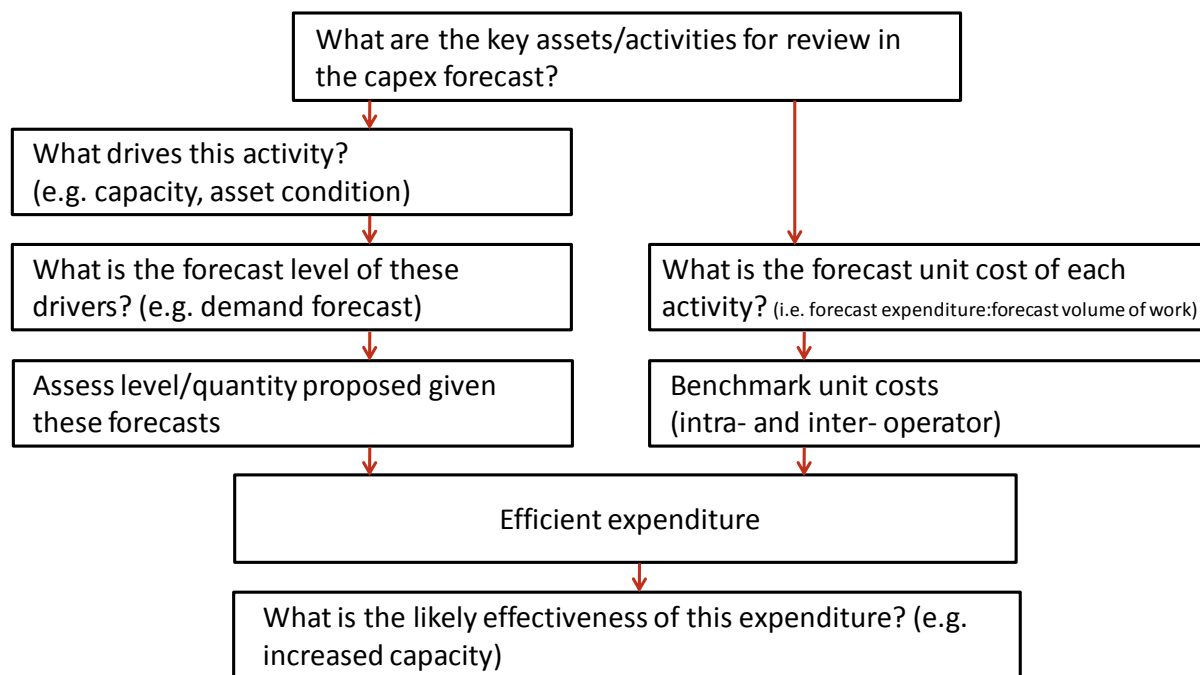 What are the key assets/activities for review in
the capex forecast?
What drives this activity?
(e.g. capacity, asset condition)
What is the forecast level of these
drivers? (e.g. demand forecast)
What is the forecast unit cost of each
activity? (i.e. forecast expenditure:forecast volume of work)
Assess level/quantity proposed given
these forecasts
Benchmark unit costs
(intra- and inter- operator)
Efficient expenditure
What is the likely effectiveness of this expenditure? (e.g.
increased capacity)